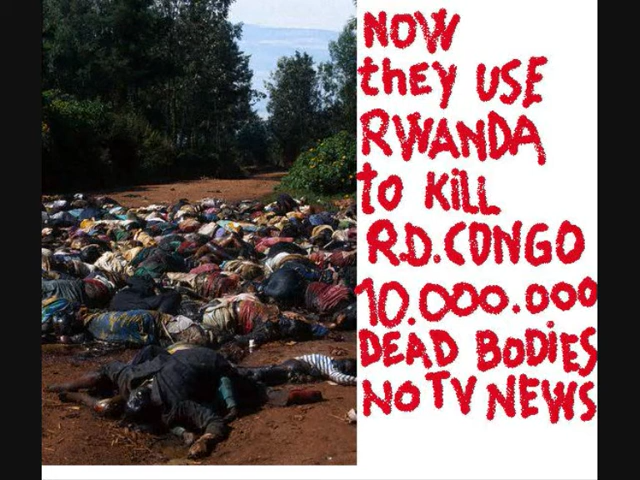 NOW
they USE
RWANDA
to KiLL
R.D.CONGO
10.000.000
DEAD BODiES
NO TV NEWS